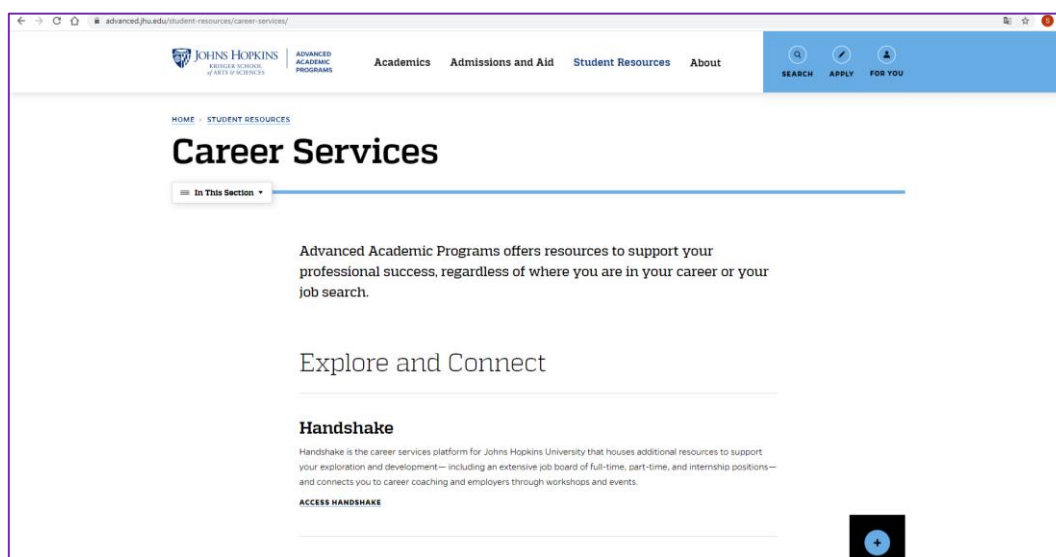 advanced.jhu.edu/student-resources/career-services/
JOHNS HOPKINS
KRIEGER SCHOOL
of ARTS & SCIENCES
ADVANCED
ACADEMIC
PROGRAMS
Academics Admissions and Aid Student Resources About
SEARCH APPLY FOR YOU
HOME - STUDENT RESOURCES
Career Services
In This Section
Advanced Academic Programs offers resources to support your
professional success, regardless of where you are in your career or your
job search.
Explore and Connect
Handshake
Handshake is the career services platform for Johns Hopkins University that houses additional resources to support
your exploration and development— including an extensive job board of full-time, part-time, and internship positions—
and connects you to career coaching and employers through workshops and events.
ACCESS HANDSHAKE